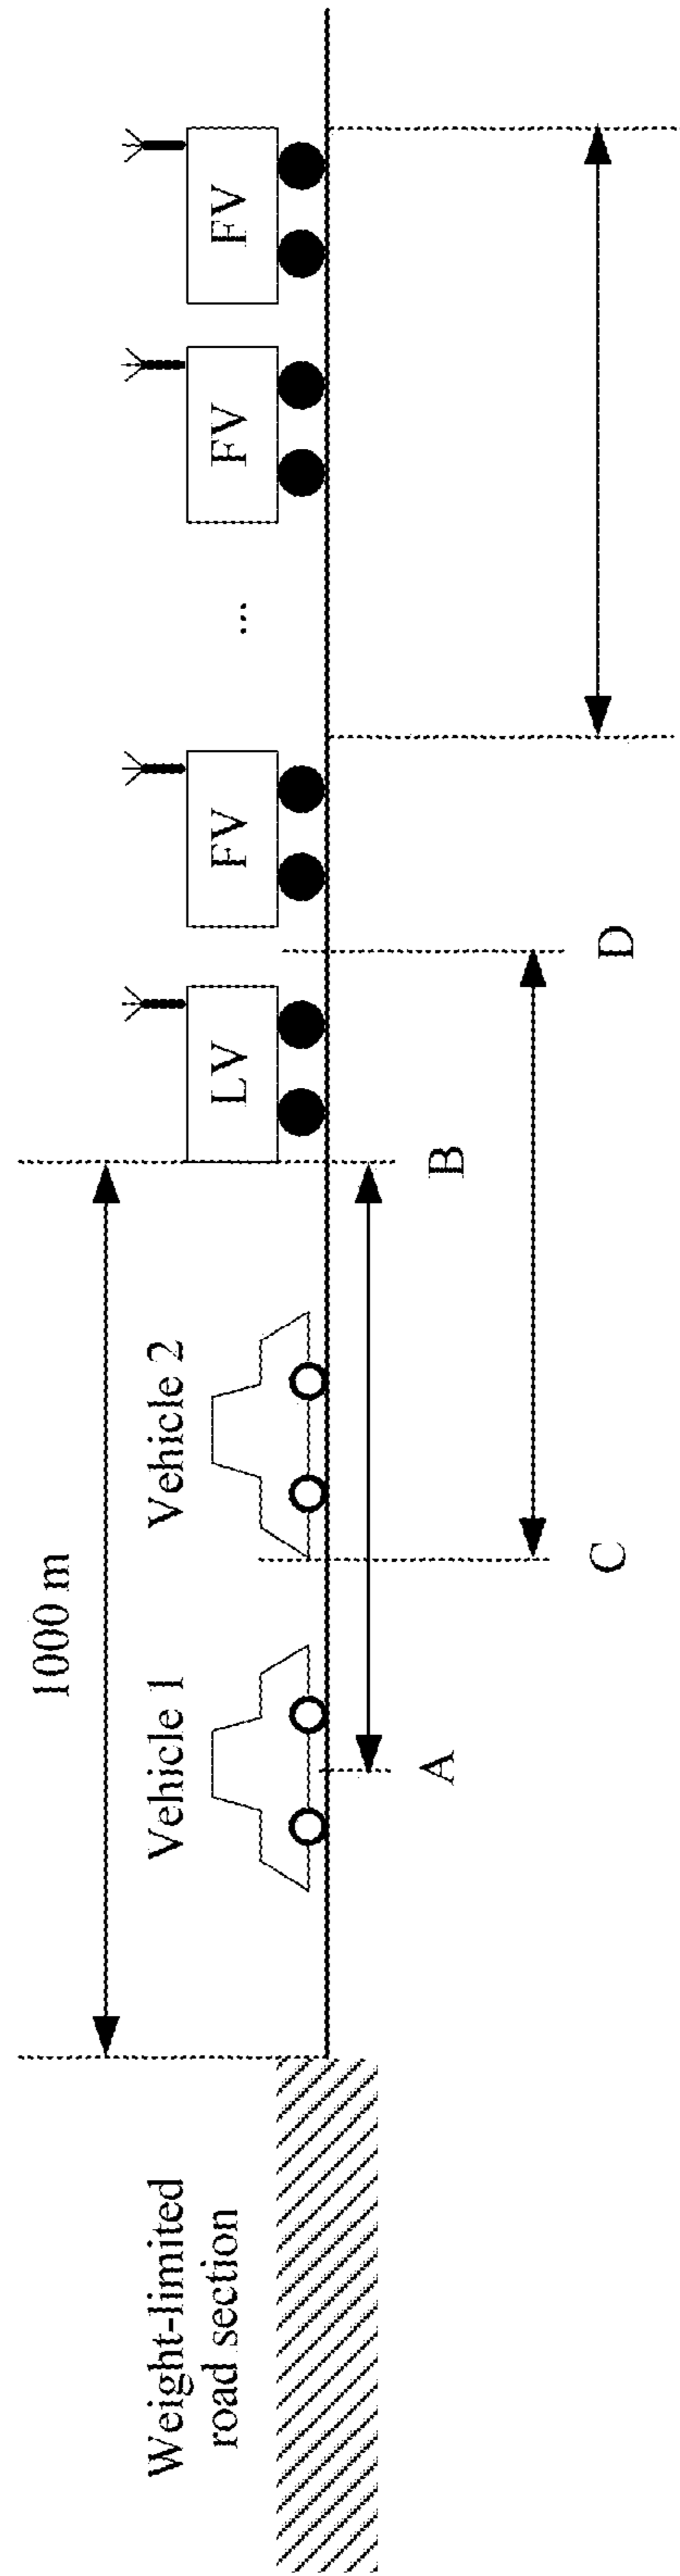 1000 m
Weight-limited
road section
Vehicle 1
Vehicle 2
LV
FV
...
FV
FV
A
B
C
D